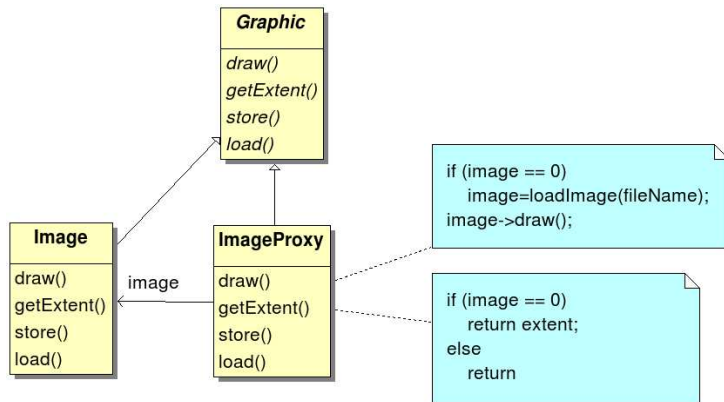 Graphic
draw()
getExtent()
store()
load()
if (image == 0)
image=loadImage(fileName);
image->draw();
Image
draw()
getExtent()
store()
load()
image
ImageProxy
draw()
getExtent()
store()
load()
if (image == 0)
return extent;
else
return